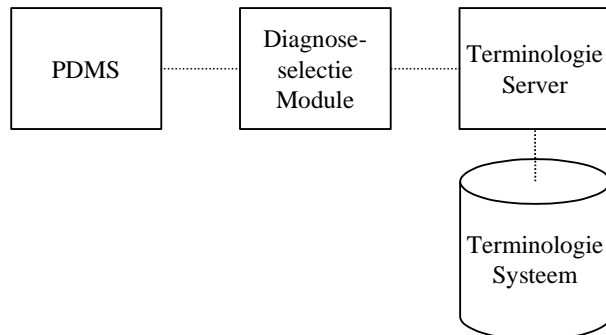 PDMS
Diagnose-
selectie
Module
Terminologie
Server
Terminologie
Systeem